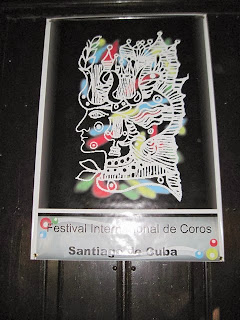 Festival Internacional de Coros
Santiago de Cuba